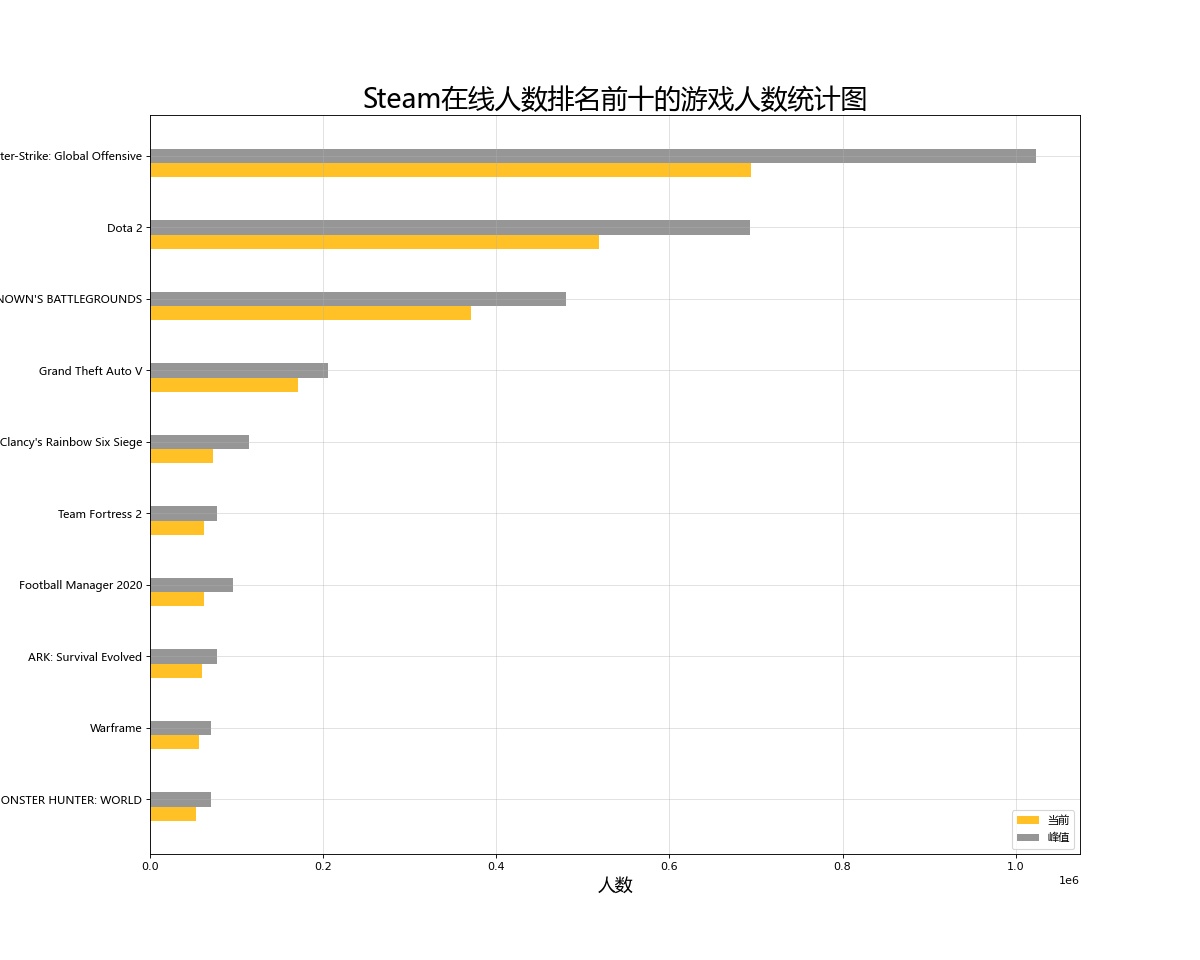 Steam在线人数排名前十的游戏人数统计图
ter-Strike: Global Offensive
Dota 2
NOWN'S BATTLEGROUNDS
Grand Theft Auto V
Clancy's Rainbow Six Siege
Team Fortress 2
Football Manager 2020
ARK: Survival Evolved
Warframe
ONSTER HUNTER: WORLD
当前
峰值
0.0 0.2 0.4 0.6 0.8 1.0
1e6
人数